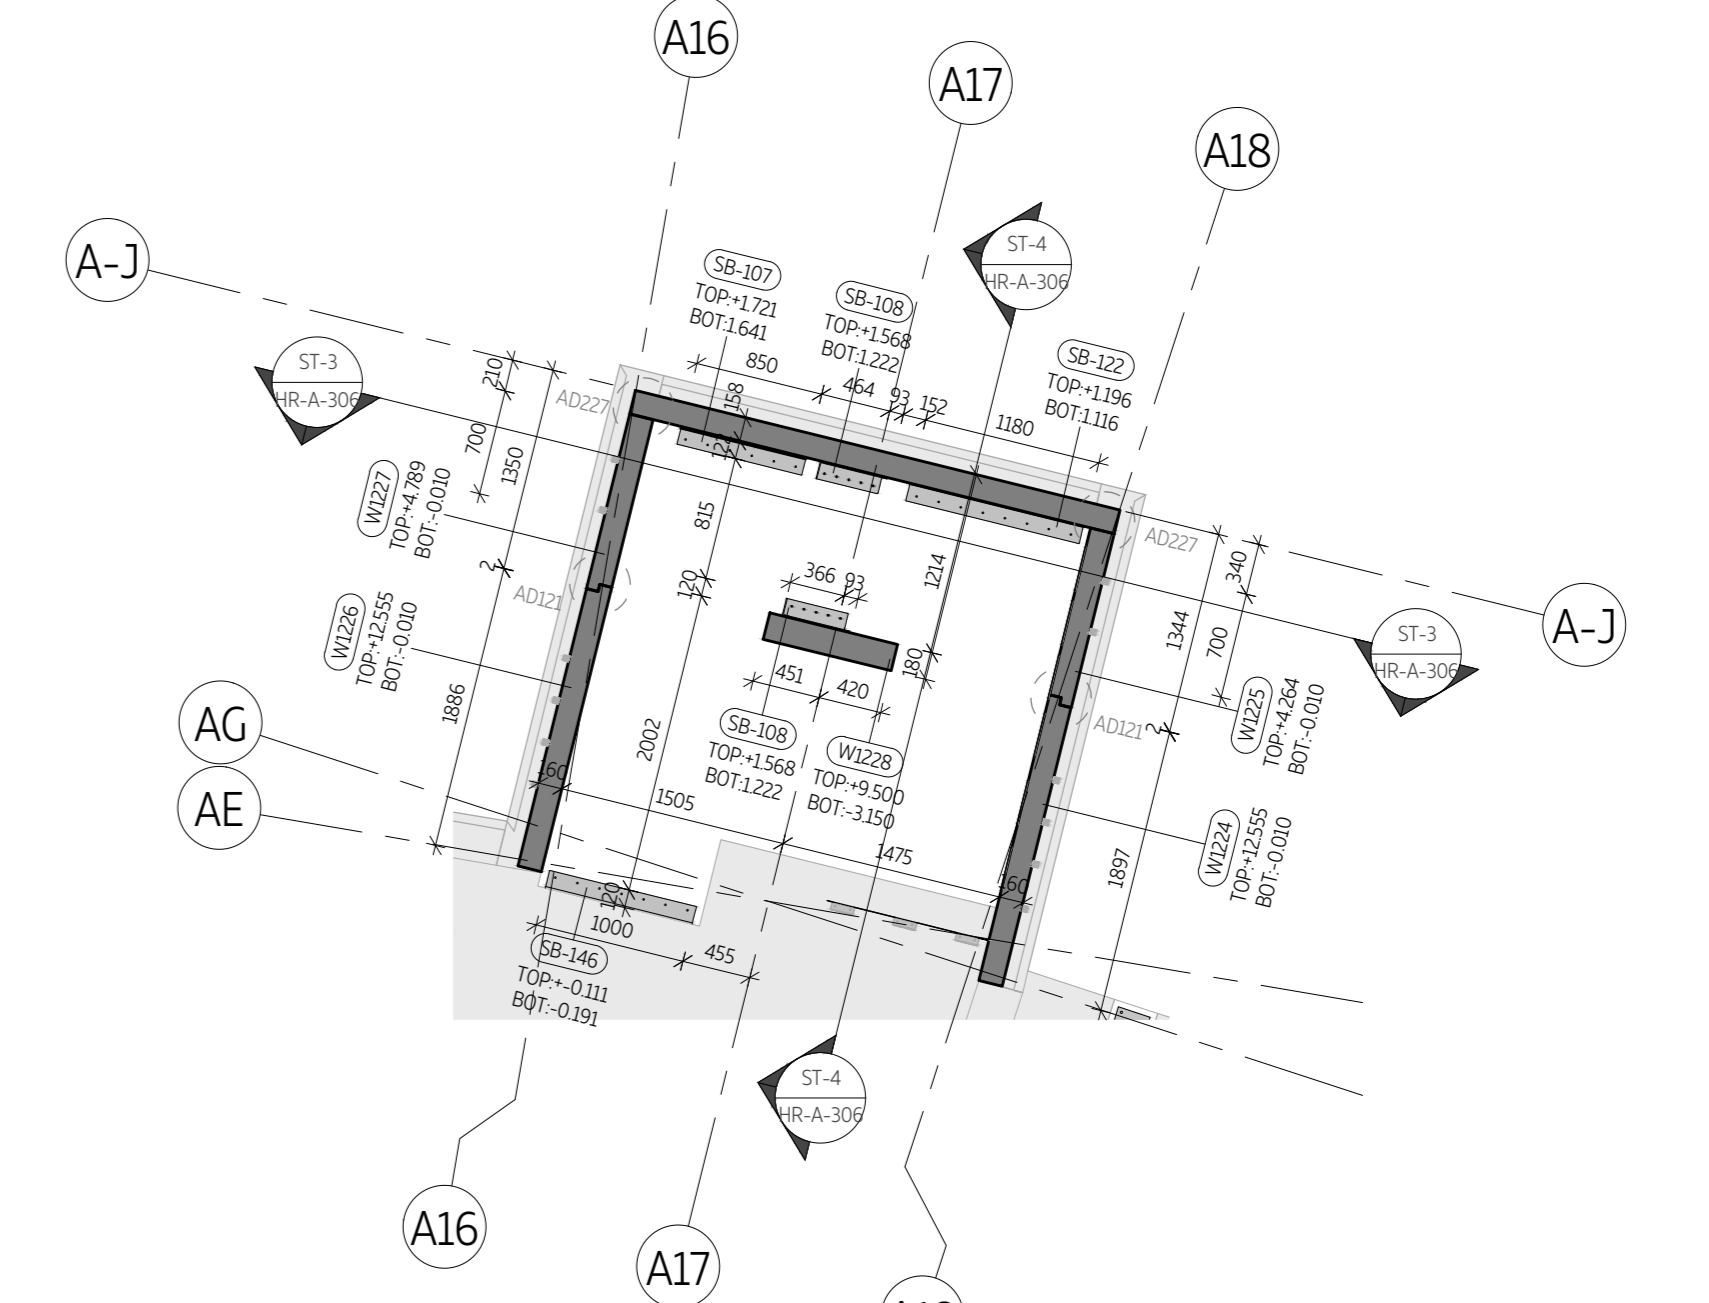 A16
A17
A18
A-J
ST-4
HR-A-306
SB-107
TOP:+1.721
BOT:1.641
SB-108
TOP:+1.568
BOT:1.222
SB-122
TOP:+1.196
BOT:1.116
ST-3
HR-A-306
850
464
93
152
1180
210
700
1350
AD227
158
815
120
W1227
TOP:+4.789
BOT:-0.010
2
AD121
W1226
TOP:+12.555
BOT:-0.010
1886
366
93
1214
180
451
420
AD227
340
1344
700
A-J
ST-3
HR-A-306
W1225
TOP:+4.264
BOT:-0.010
AD121
2
AG
AE
SB-108
TOP:+1.568
BOT:1.222
W1228
TOP:+9.500
BOT:-3.150
2002
160
1505
1475
160
W1224
TOP:+12.555
BOT:-0.010
1897
120
1000
455
SB-146
TOP:+-0.111
BOT:-0.191
ST-4
HR-A-306
A16
A17